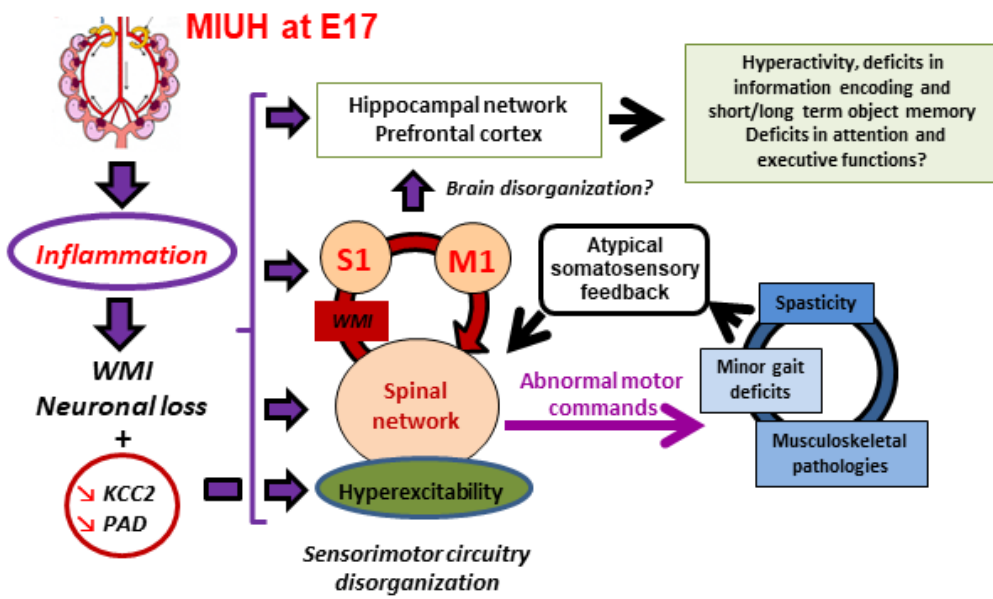 MIUH at E17
Inflammation
WMI
Neuronal loss
+
↘ KCC2
↘ PAD
Hippocampal network
Prefrontal cortex
Hyperactivity, deficits in
information encoding and
short/long term object memory
Deficits in attention and
executive functions?
Brain disorganization?
S1
M1
WMI
Spinal
network
Hyperexcitability
Sensorimotor circuitry
disorganization
Atypical
somatosensory
feedback
Abnormal motor
commands
Spasticity
Minor gait
deficits
Musculoskeletal
pathologies